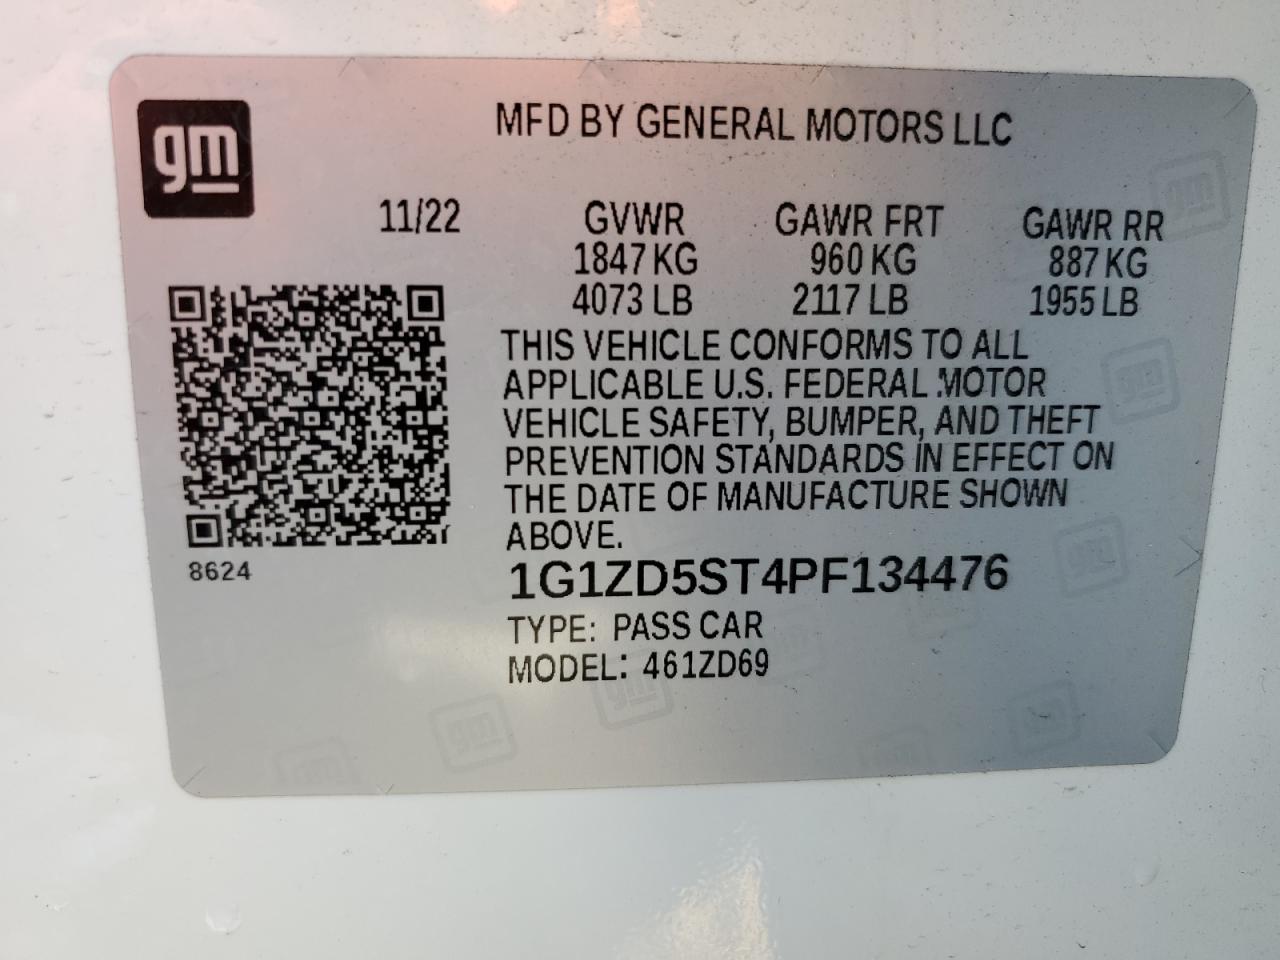 gm
MFD BY GENERAL MOTORS LLC
11/22 GVWR GAWR FRT GAWR RR
1847 KG 960 KG 887 KG
4073 LB 2117 LB 1955 LB
THIS VEHICLE CONFORMS TO ALL
APPLICABLE U.S. FEDERAL MOTOR
VEHICLE SAFETY, BUMPER, AND THEFT
PREVENTION STANDARDS IN EFFECT ON
THE DATE OF MANUFACTURE SHOWN
ABOVE.
8624
1G1ZD5ST4PF134476
TYPE: PASS CAR
MODEL: 461ZD69